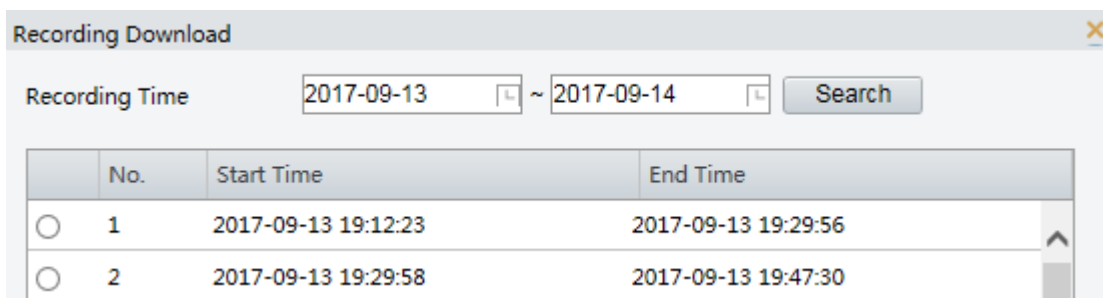 Recording Download
Recording Time 2017-09-13 ~ 2017-09-14 Search
No. Start Time End Time
1 2017-09-13 19:12:23 2017-09-13 19:29:56
2 2017-09-13 19:29:58 2017-09-13 19:47:30